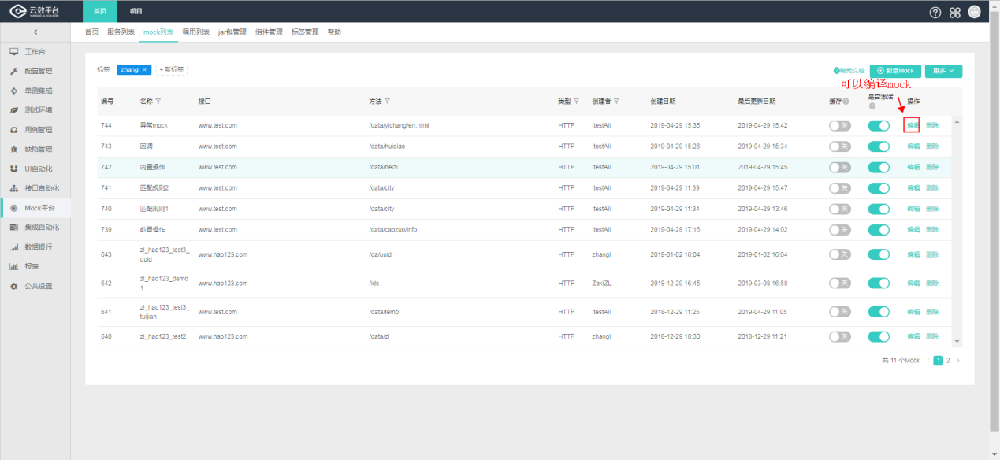 云效平台 首页 项目
YUNXIAO.ALIYUN.COM
首页 服务列表 mock列表 调用列表 jar包管理 组件管理 标签管理 帮助
工作台
配置管理
单测集成
测试环境
用例管理
缺陷管理
UI自动化
接口自动化
Mock平台
集成自动化
数据银行
报表
公共设置
标签: zhangl × + 新标签 帮助文档 新增Mock 更多
可以编译mock
编号 名称 接口 方法 类型 创建者 创建日期 最后更新日期 缓存 是否激活 操作
744 异常mock www.test.com /data/yichang/err.html HTTP itestAli 2019-04-29 15:35 2019-04-29 15:42 关 编辑 删除
743 回调 www.test.com /data/huidiao HTTP itestAli 2019-04-29 15:26 2019-04-29 15:34 关 编辑 删除
742 内置操作 www.test.com /data/neizi HTTP itestAli 2019-04-29 15:01 2019-04-29 15:45 关 编辑 删除
741 匹配规则2 www.test.com /data/city HTTP itestAli 2019-04-29 11:39 2019-04-29 15:47 关 编辑 删除
740 匹配规则1 www.test.com /data/city HTTP itestAli 2019-04-29 11:34 2019-04-29 13:46 关 编辑 删除
739 前置操作 www.test.com /data/caozuo/info HTTP itestAli 2019-04-28 17:16 2019-04-29 14:02 关 编辑 删除
643 zl_hao123_test3_ www.hao123.com /da/uuid HTTP zhangl 2019-01-02 16:04 2019-01-02 16:04 关 编辑 删除
uuid
642 zl_hao123_demo www.hao123.com /ids HTTP ZakiZL 2018-12-29 16:45 2019-03-08 16:58 关 编辑 删除
1
641 zl_hao123_test3_ www.test.com /data/temp HTTP itestAli 2018-12-29 11:25 2019-04-29 11:05 关 编辑 删除
tuijian
640 zl_hao123_test2 www.hao123.com /data/zl HTTP zhangl 2018-12-29 10:30 2018-12-29 11:21 关 编辑 删除
共 11 个Mock 1 2